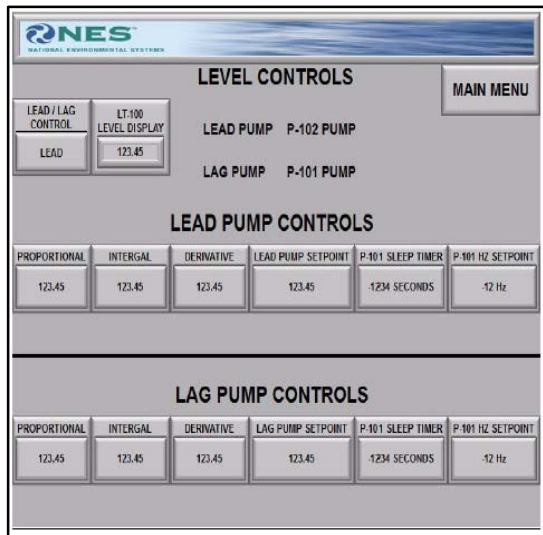 NES
NATIONAL ENVIRONMENTAL SYSTEMS
LEVEL CONTROLS
MAIN MENU
LEAD / LAG
CONTROL
LEAD
LT-100
LEVEL DISPLAY
123.45
LEAD PUMP P-102 PUMP
LAG PUMP P-101 PUMP
LEAD PUMP CONTROLS
PROPORTIONAL INTERGAL DERIVATIVE LEAD PUMP SETPOINT P-101 SLEEP TIMER P-101 HZ SETPOINT
123.45 123.45 123.45 123.45 -1234 SECONDS -12 Hz
LAG PUMP CONTROLS
PROPORTIONAL INTERGAL DERIVATIVE LAG PUMP SETPOINT P-101 SLEEP TIMER P-101 HZ SETPOINT
123.45 123.45 123.45 123.45 -1234 SECONDS -12 Hz